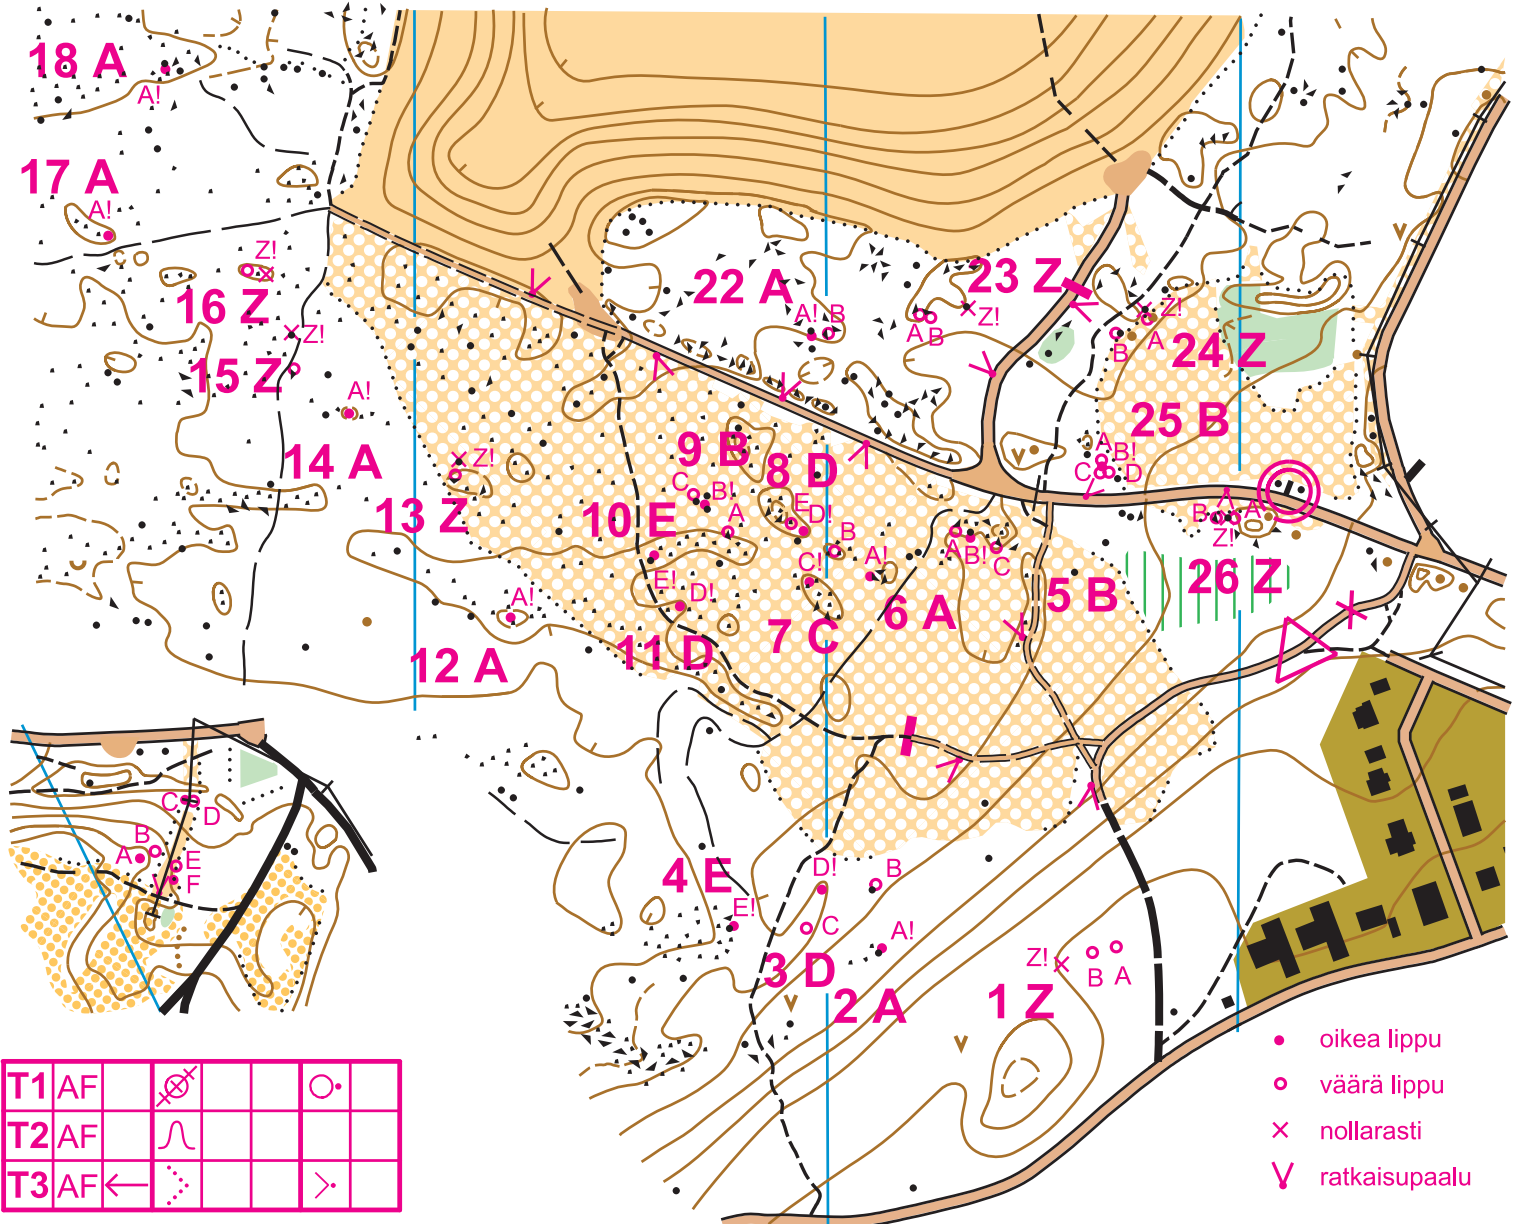 18 A
A!
17 A
A!
Z!
16 Z
Z!
15 Z
A!
14 A
Z!
13 Z
A!
12 A
22 A
A! B
A B
Z!
23 Z
Z!
A
B
24 Z
25 B
A
B!
C D
9 B
8 D
C
B!
A
E
D!
B
10 E
E!
D!
11 D
C!
A!
7 C
6 A
A B! C
5 B
B A
Z!
26 Z
4 E
E!
D!
B
C
3 D
A!
2 A
Z!
B A
1 Z
C
D
B
A
E
F
T1 AF
T2 AF
T3 AF
oikea lippu
väärä lippu
nollarasti
ratkaisupaalu